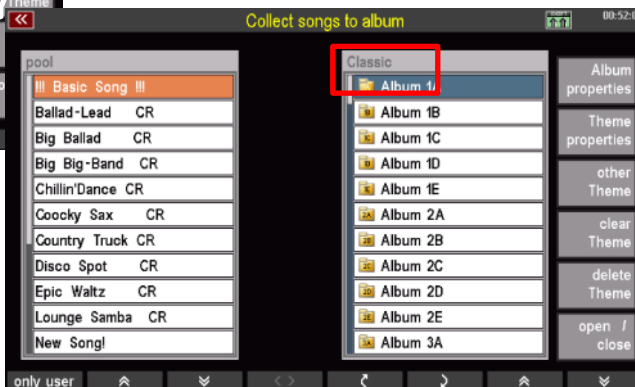 Theme
Collect songs to album
00:52:0
pool
!!! Basic Song !!!
Ballad-Lead CR
Big Ballad CR
Big Big-Band CR
Chillin'Dance CR
Coocky Sax CR
Country Truck CR
Disco Spot CR
Epic Waltz CR
Lounge Samba CR
New Song!
Classic
Album 1A
Album 1B
Album 1C
Album 1D
Album 1E
Album 2A
Album 2B
Album 2C
Album 2D
Album 2E
Album 3A
Album
properties
Theme
properties
other
Theme
clear
Theme
delete
Theme
open /
close
only user